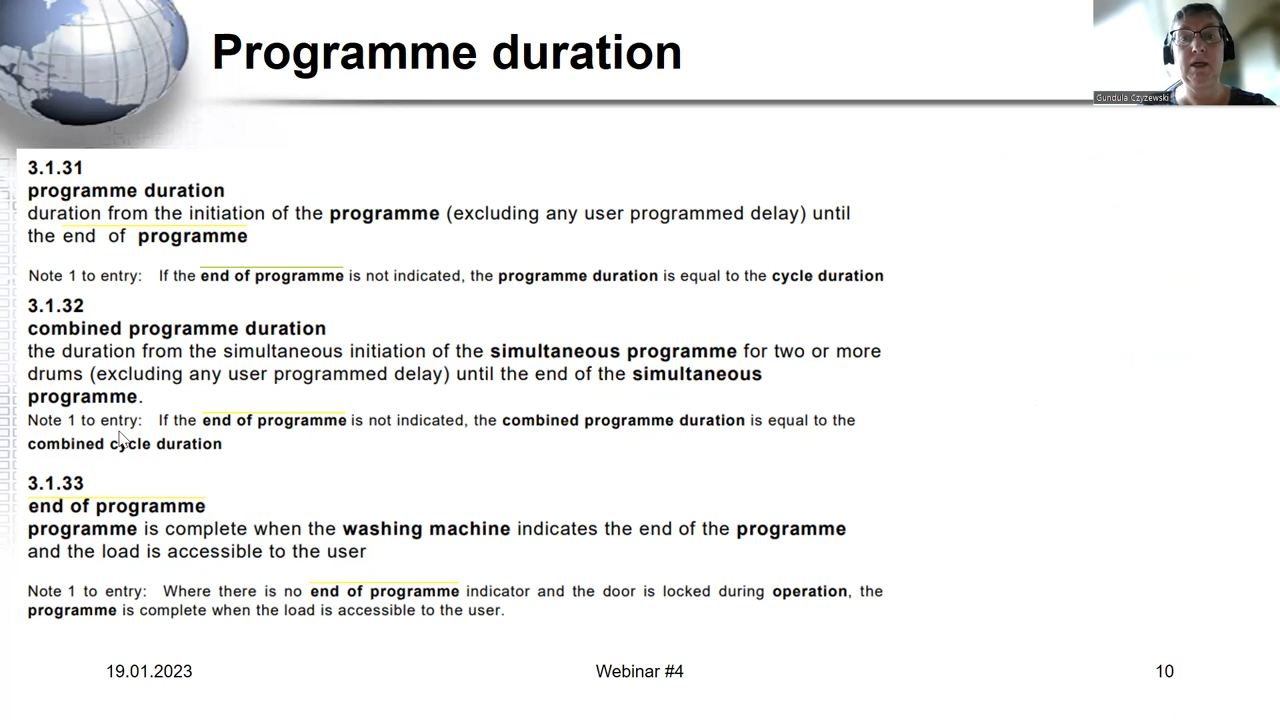 Programme duration
Gundula Czyzewski
3.1.31
programme duration
duration from the initiation of the programme (excluding any user programmed delay) until
the end of programme
Note 1 to entry: If the end of programme is not indicated, the programme duration is equal to the cycle duration
3.1.32
combined programme duration
the duration from the simultaneous initiation of the simultaneous programme for two or more
drums (excluding any user programmed delay) until the end of the simultaneous
programme.
Note 1 to entry: If the end of programme is not indicated, the combined programme duration is equal to the
combined cycle duration
3.1.33
end of programme
programme is complete when the washing machine indicates the end of the programme
and the load is accessible to the user
Note 1 to entry: Where there is no end of programme indicator and the door is locked during operation, the
programme is complete when the load is accessible to the user.
19.01.2023
Webinar #4
10